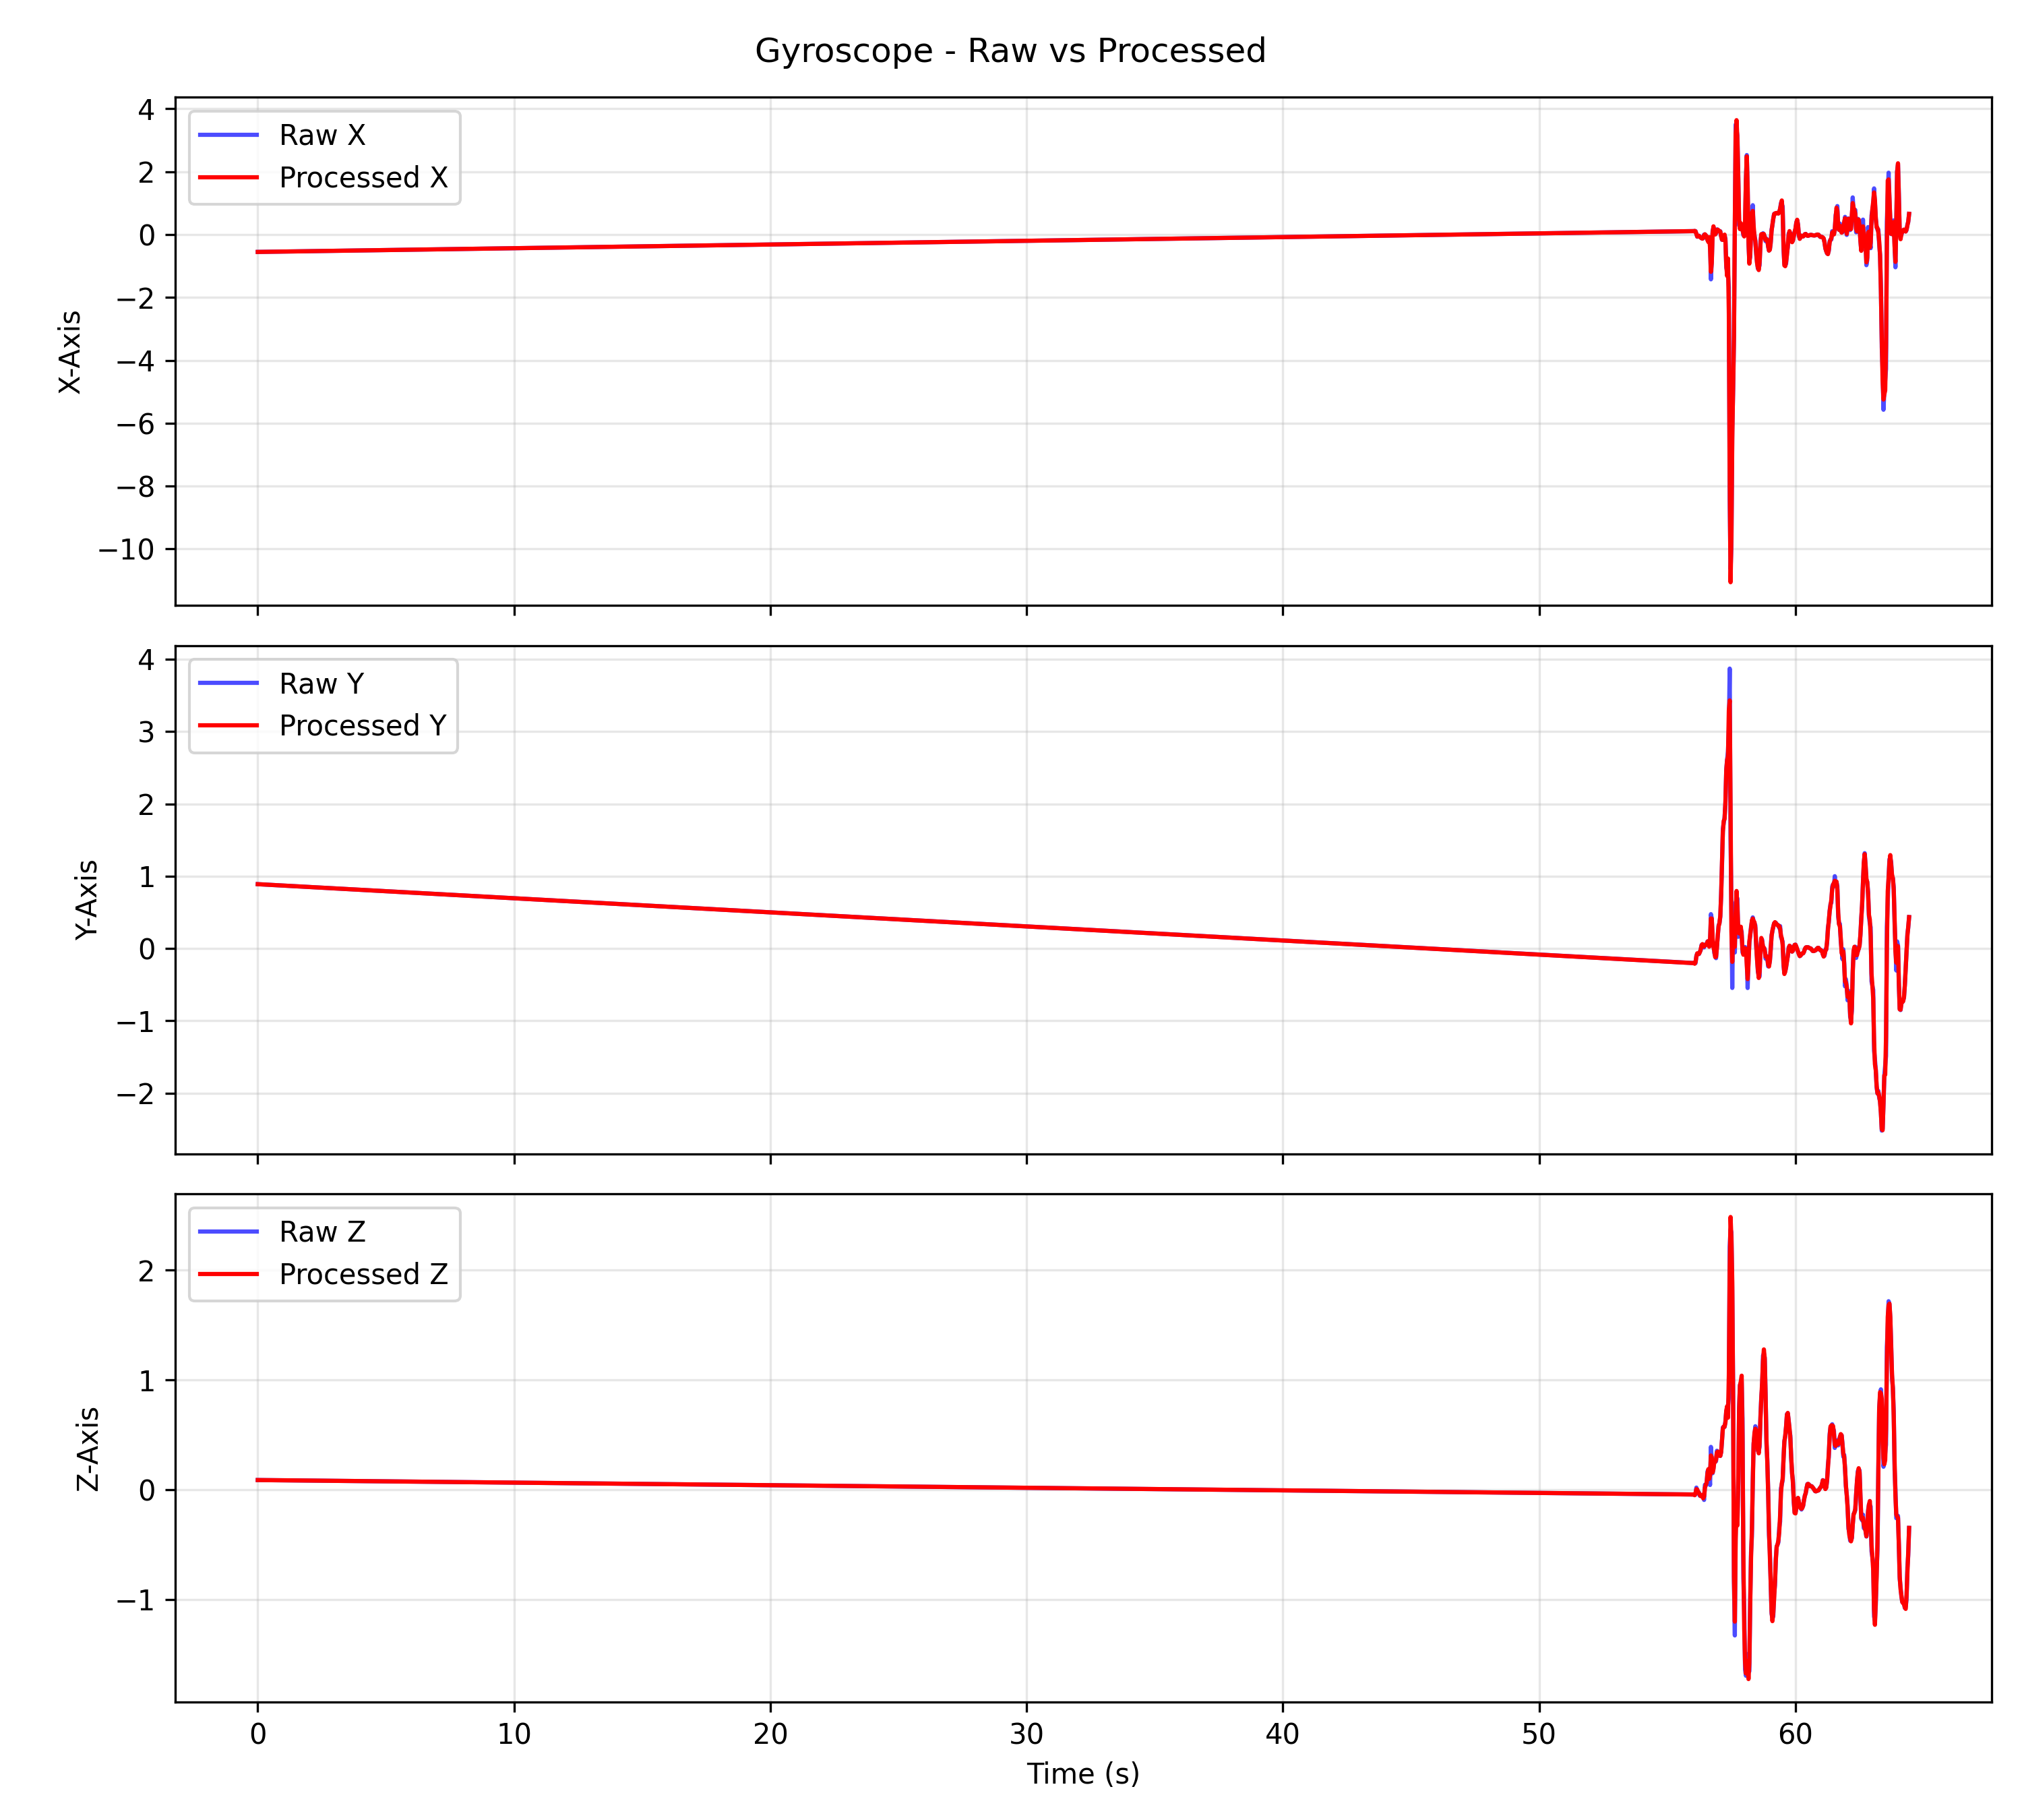 Gyroscope - Raw vs Processed
4
2
0
−2
−4
−6
−8
−10
X-Axis
Raw X
Processed X
4
3
2
1
0
−1
−2
Y-Axis
Raw Y
Processed Y
2
1
0
−1
Z-Axis
Raw Z
Processed Z
0 10 20 30 40 50 60
Time (s)